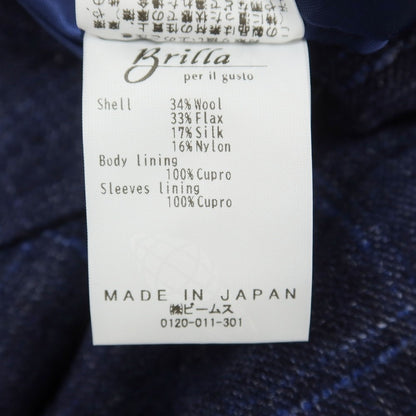 Brilla
per il gusto
Shell 34%Wool
33%Flax
17%Silk
16%Nylon
Body lining
100%Cupro
Sleeves lining
100%Cupro
MADE IN JAPAN
㈱ビームス
0120-011-301